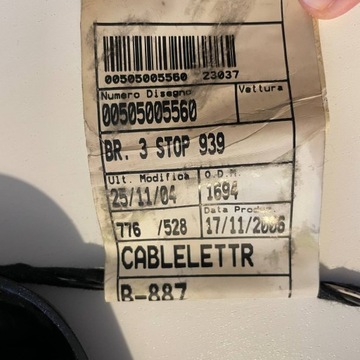 00505005560 23037
Numero Disegno Vettura
00505005560
BR. 3 STOP 939
Ult. Modifica O.D.M.
25/11/04 1694
Data Produz.
776 /528 17/11/2006
CABLELETTR
B-887